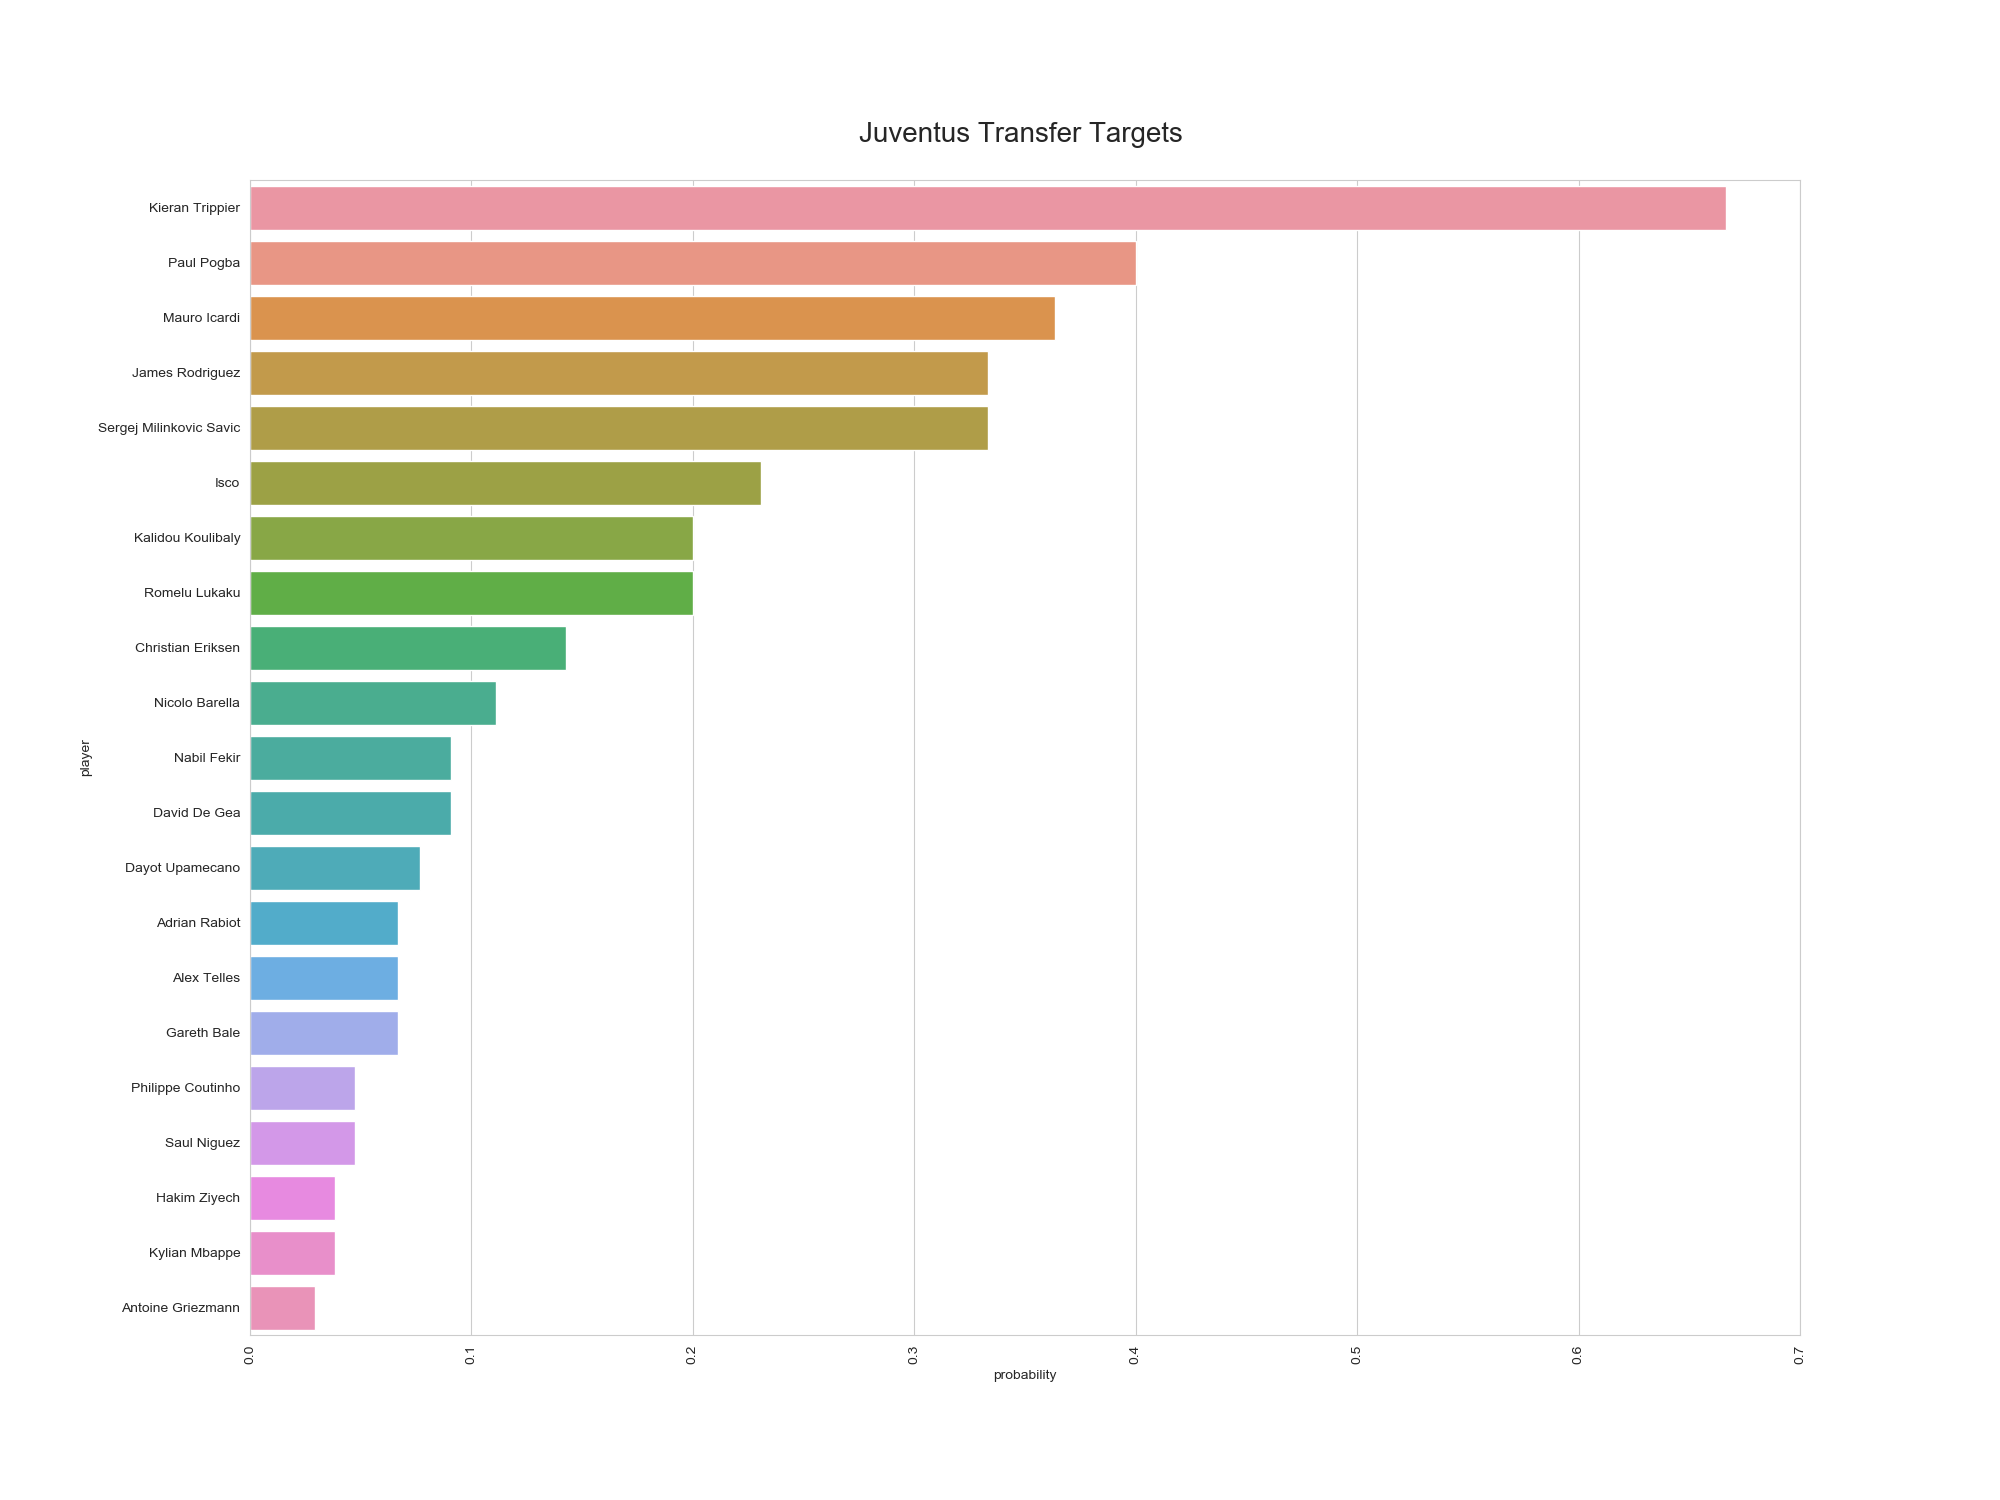 Juventus Transfer Targets
Kieran Trippier
Paul Pogba
Mauro Icardi
James Rodriguez
Sergej Milinkovic Savic
Isco
Kalidou Koulibaly
Romelu Lukaku
Christian Eriksen
Nicolo Barella
Nabil Fekir
David De Gea
Dayot Upamecano
Adrian Rabiot
Alex Telles
Gareth Bale
Philippe Coutinho
Saul Niguez
Hakim Ziyech
Kylian Mbappe
Antoine Griezmann
player
0.0
0.1
0.2
0.3
0.4
0.5
0.6
0.7
probability